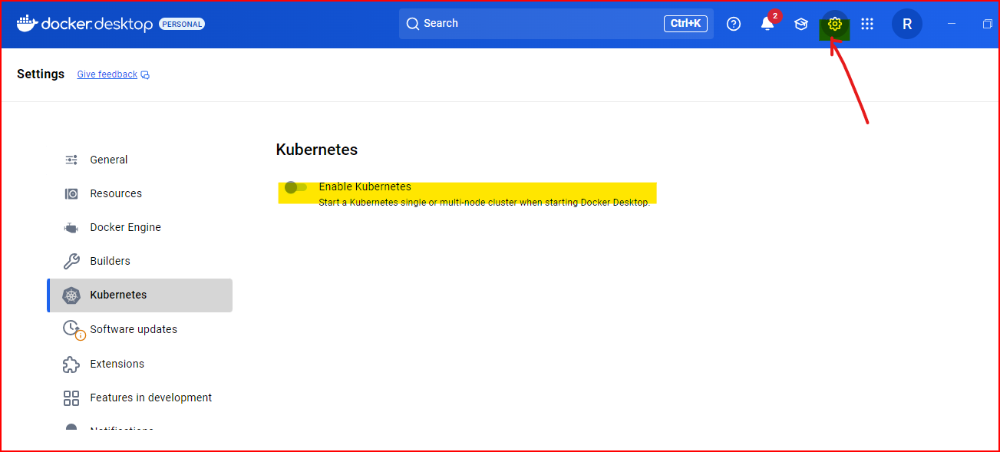 docker.desktop PERSONAL
Search Ctrl+K
2
R
Settings Give feedback
General
Resources
Docker Engine
Builders
Kubernetes
Software updates
Extensions
Features in development
Notifications
Kubernetes
Enable Kubernetes
Start a Kubernetes single or multi-node cluster when starting Docker Desktop.